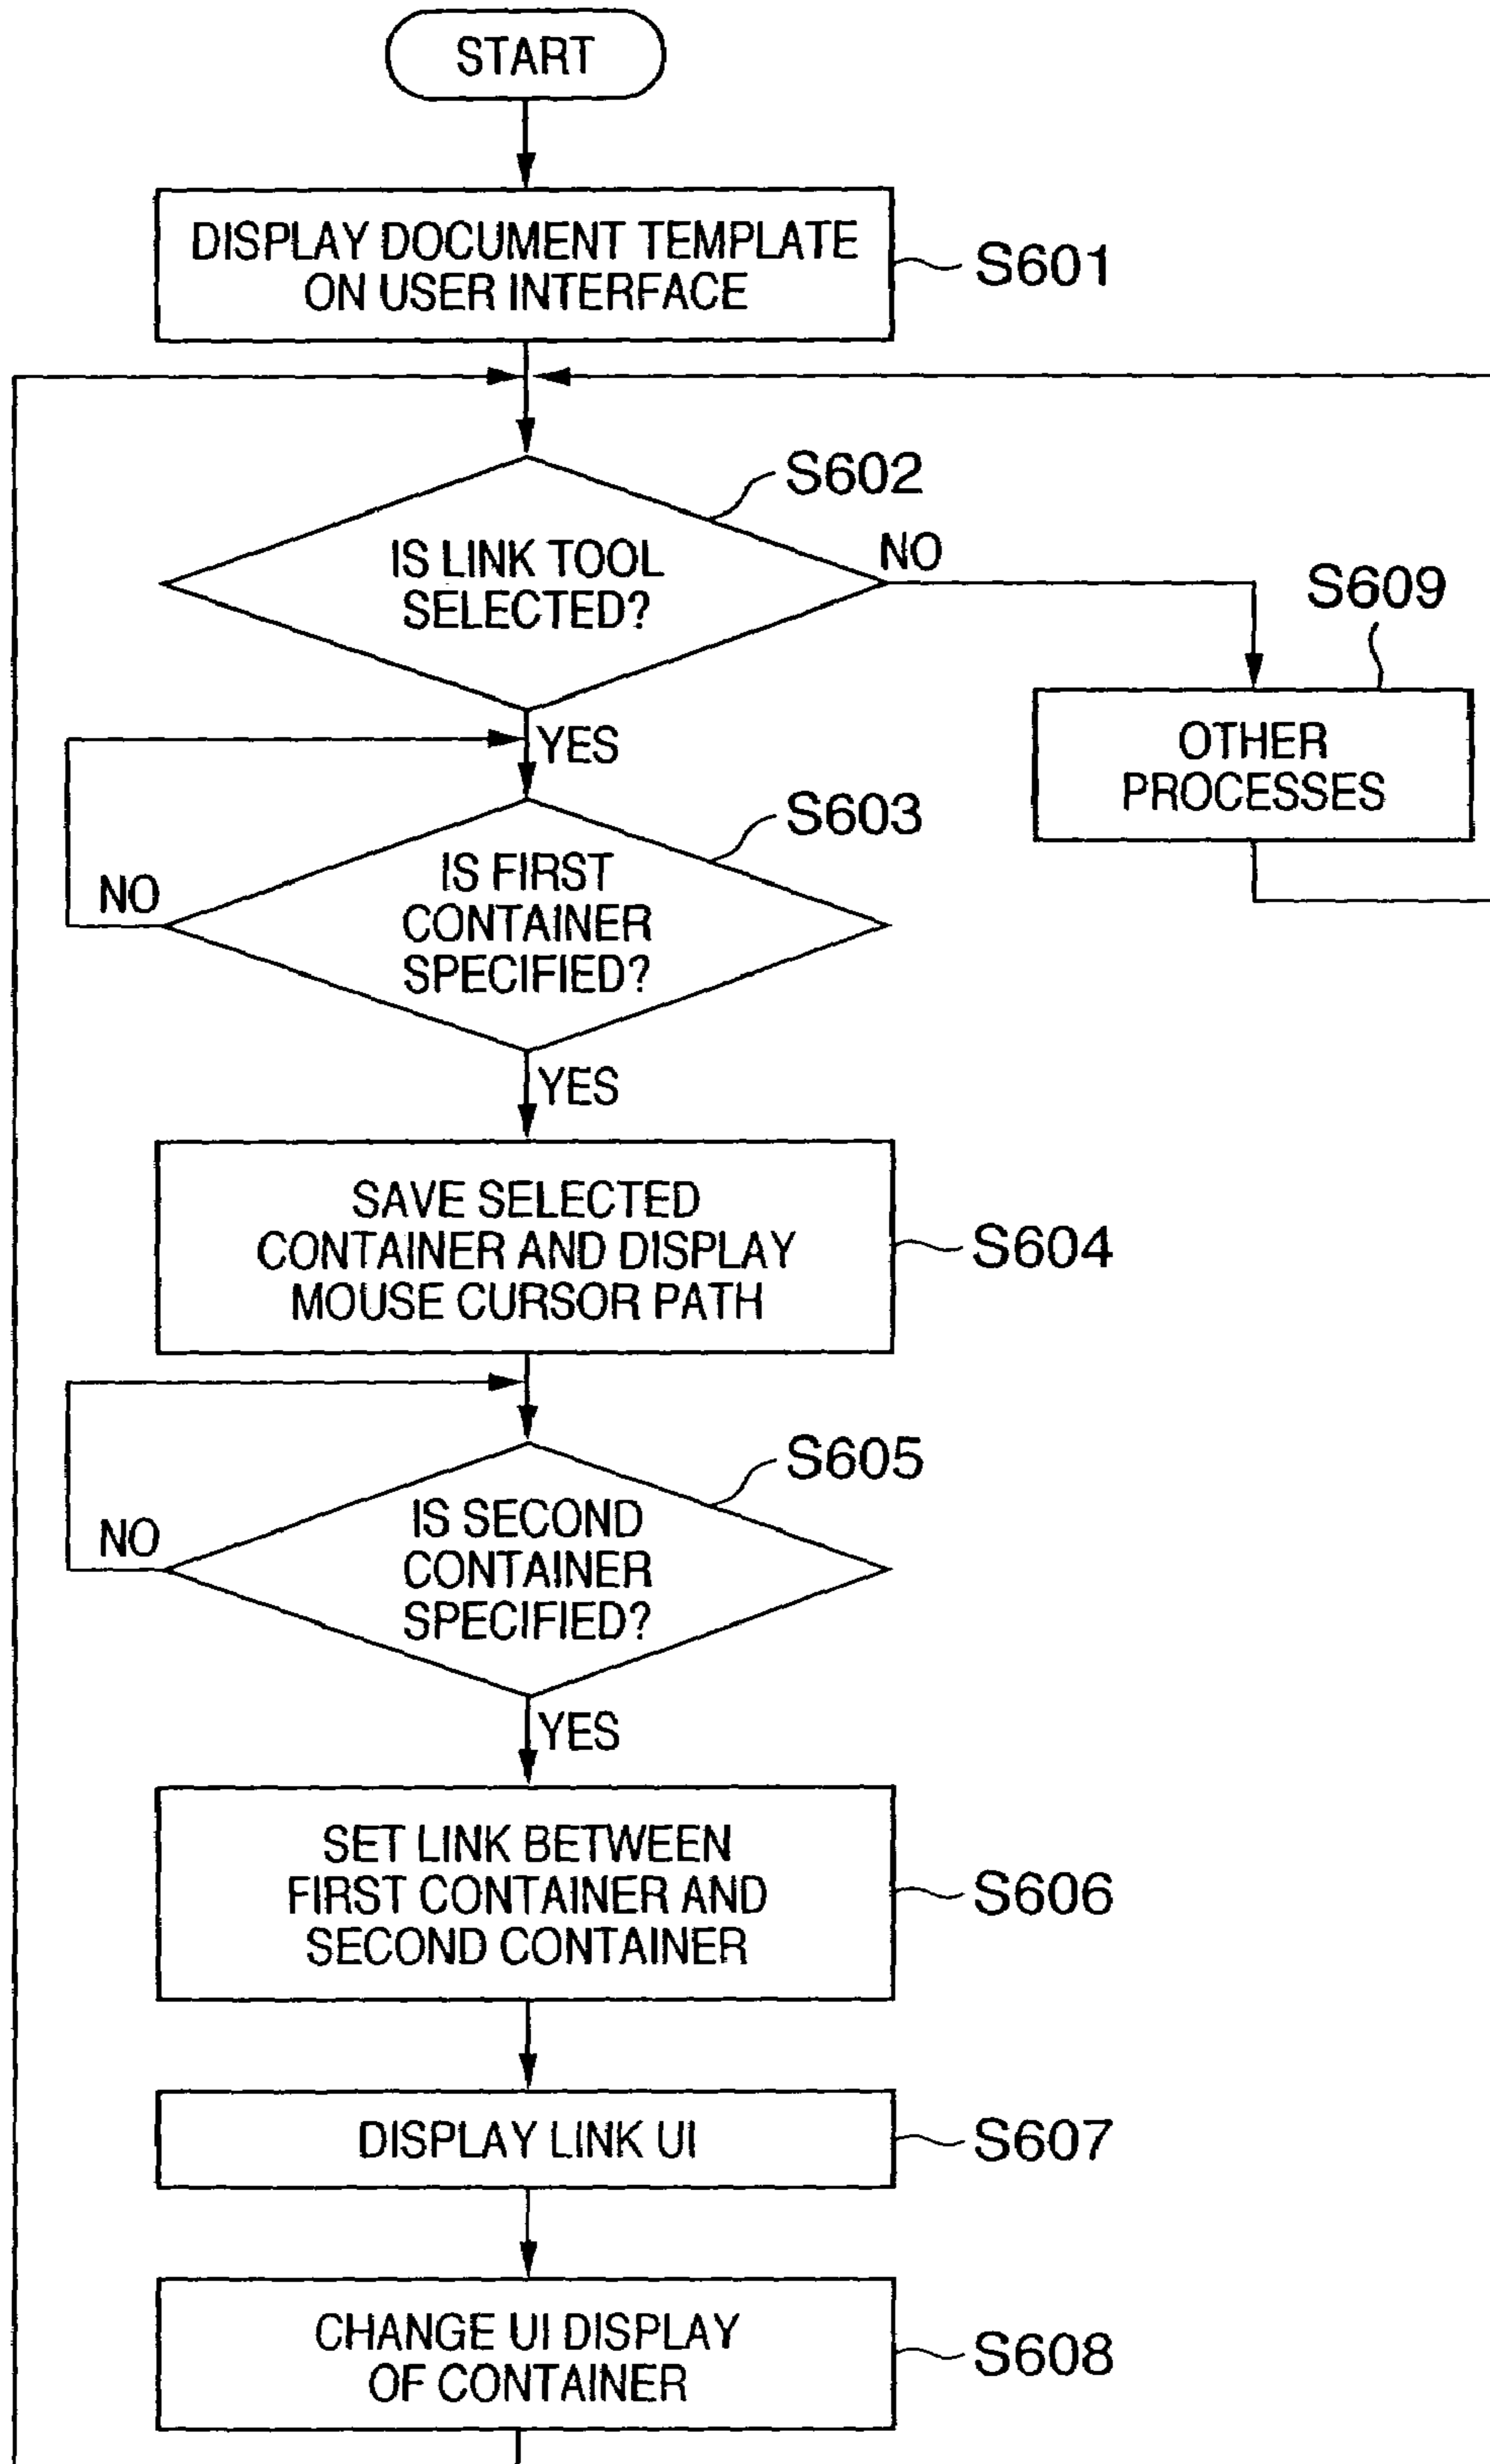 START
DISPLAY DOCUMENT TEMPLATE
ON USER INTERFACE
S601
S602
IS LINK TOOL
SELECTED?
NO
S609
OTHER
PROCESSES
YES
S603
IS FIRST
CONTAINER
SPECIFIED?
NO
YES
SAVE SELECTED
CONTAINER AND DISPLAY
MOUSE CURSOR PATH
S604
S605
IS SECOND
CONTAINER
SPECIFIED?
NO
YES
SET LINK BETWEEN
FIRST CONTAINER AND
SECOND CONTAINER
S606
DISPLAY LINK UI
S607
CHANGE UI DISPLAY
OF CONTAINER
S608